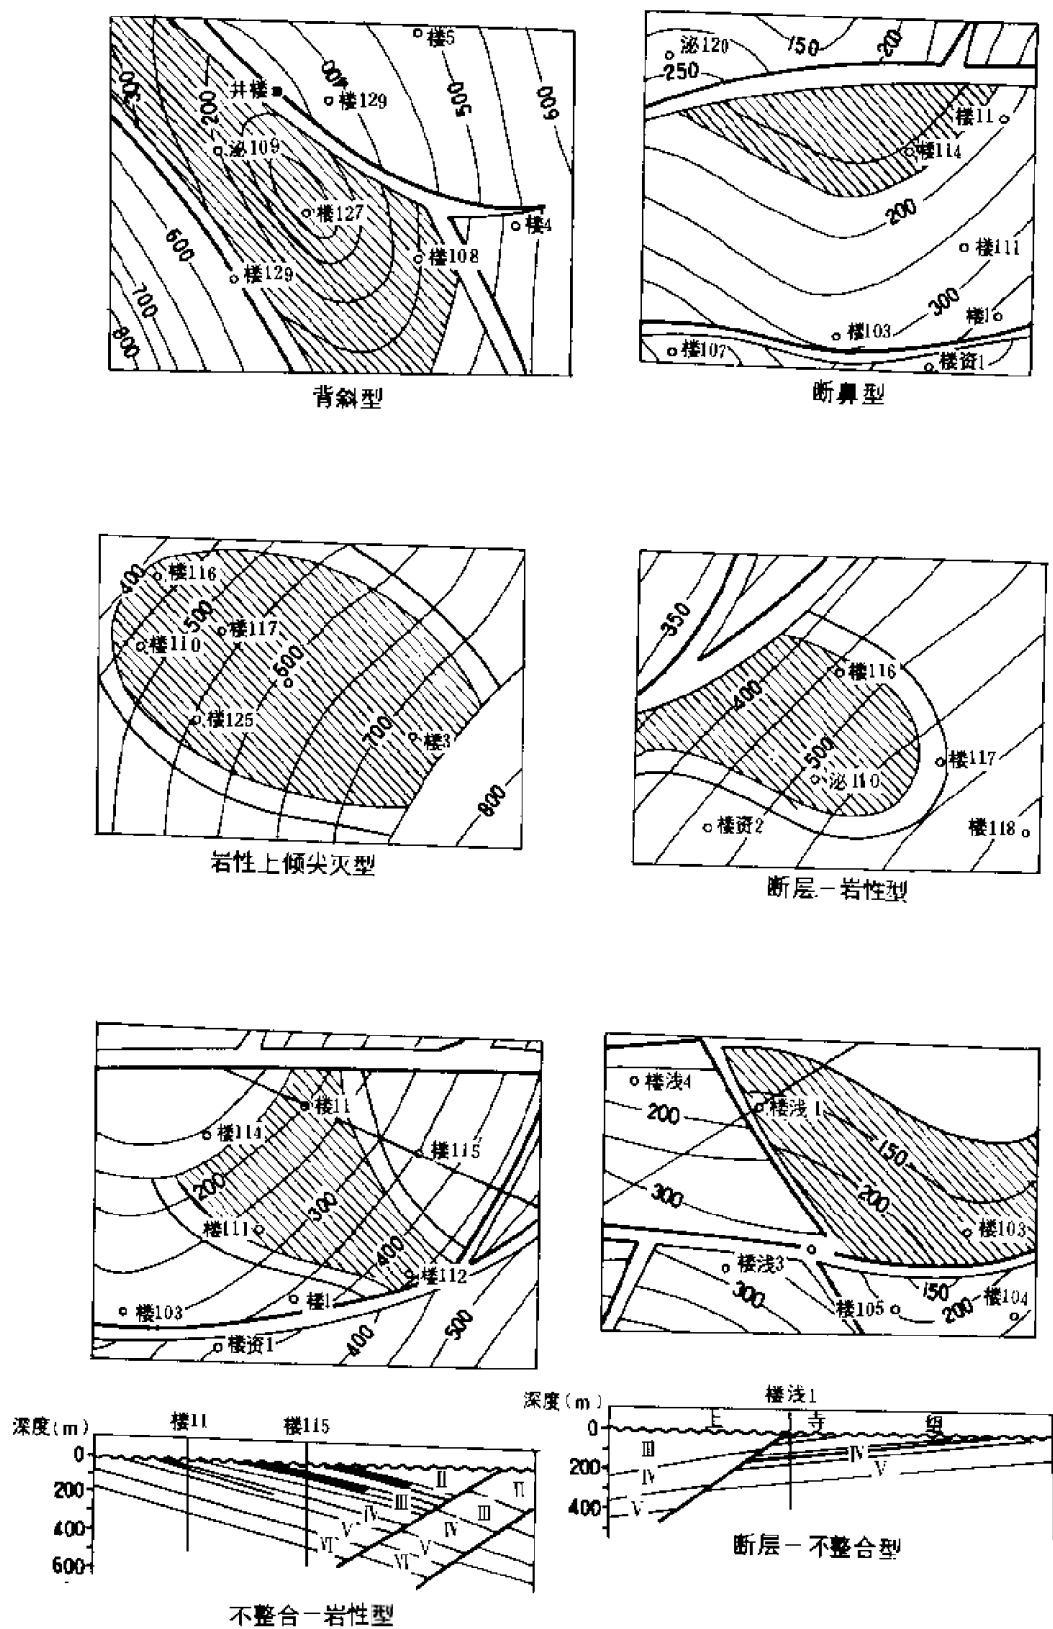 楼5
井楼
楼129
泌109
楼127
楼4
楼108
楼129
300
200
400
500
600
600
700
800
背斜型
泌120
150
200
250
楼11
楼114
200
楼111
300
楼1
楼103
楼107
楼资1
断鼻型
400
楼116
500
楼117
楼110
600
楼125
700
楼3
800
岩性上倾尖灭型
350
楼116
400
500
楼117
泌110
楼资2
楼118
断层－岩性型
楼11
楼114
楼115
200
300
楼111
400
楼112
楼1
楼103
500
400
楼资1
楼浅4
楼浅1
200
150
300
200
楼103
楼浅3
150
300
楼105
200
楼104
深度(m)
楼11
楼115
0
200
400
600
Ⅱ
Ⅱ
Ⅲ
Ⅲ
Ⅳ
Ⅳ
Ⅴ
Ⅴ
Ⅵ
Ⅵ
不整合－岩性型
深度(m)
楼浅1
0
200
400
上 寺 组
Ⅲ
Ⅳ
Ⅳ
Ⅴ
Ⅴ
断层－不整合型